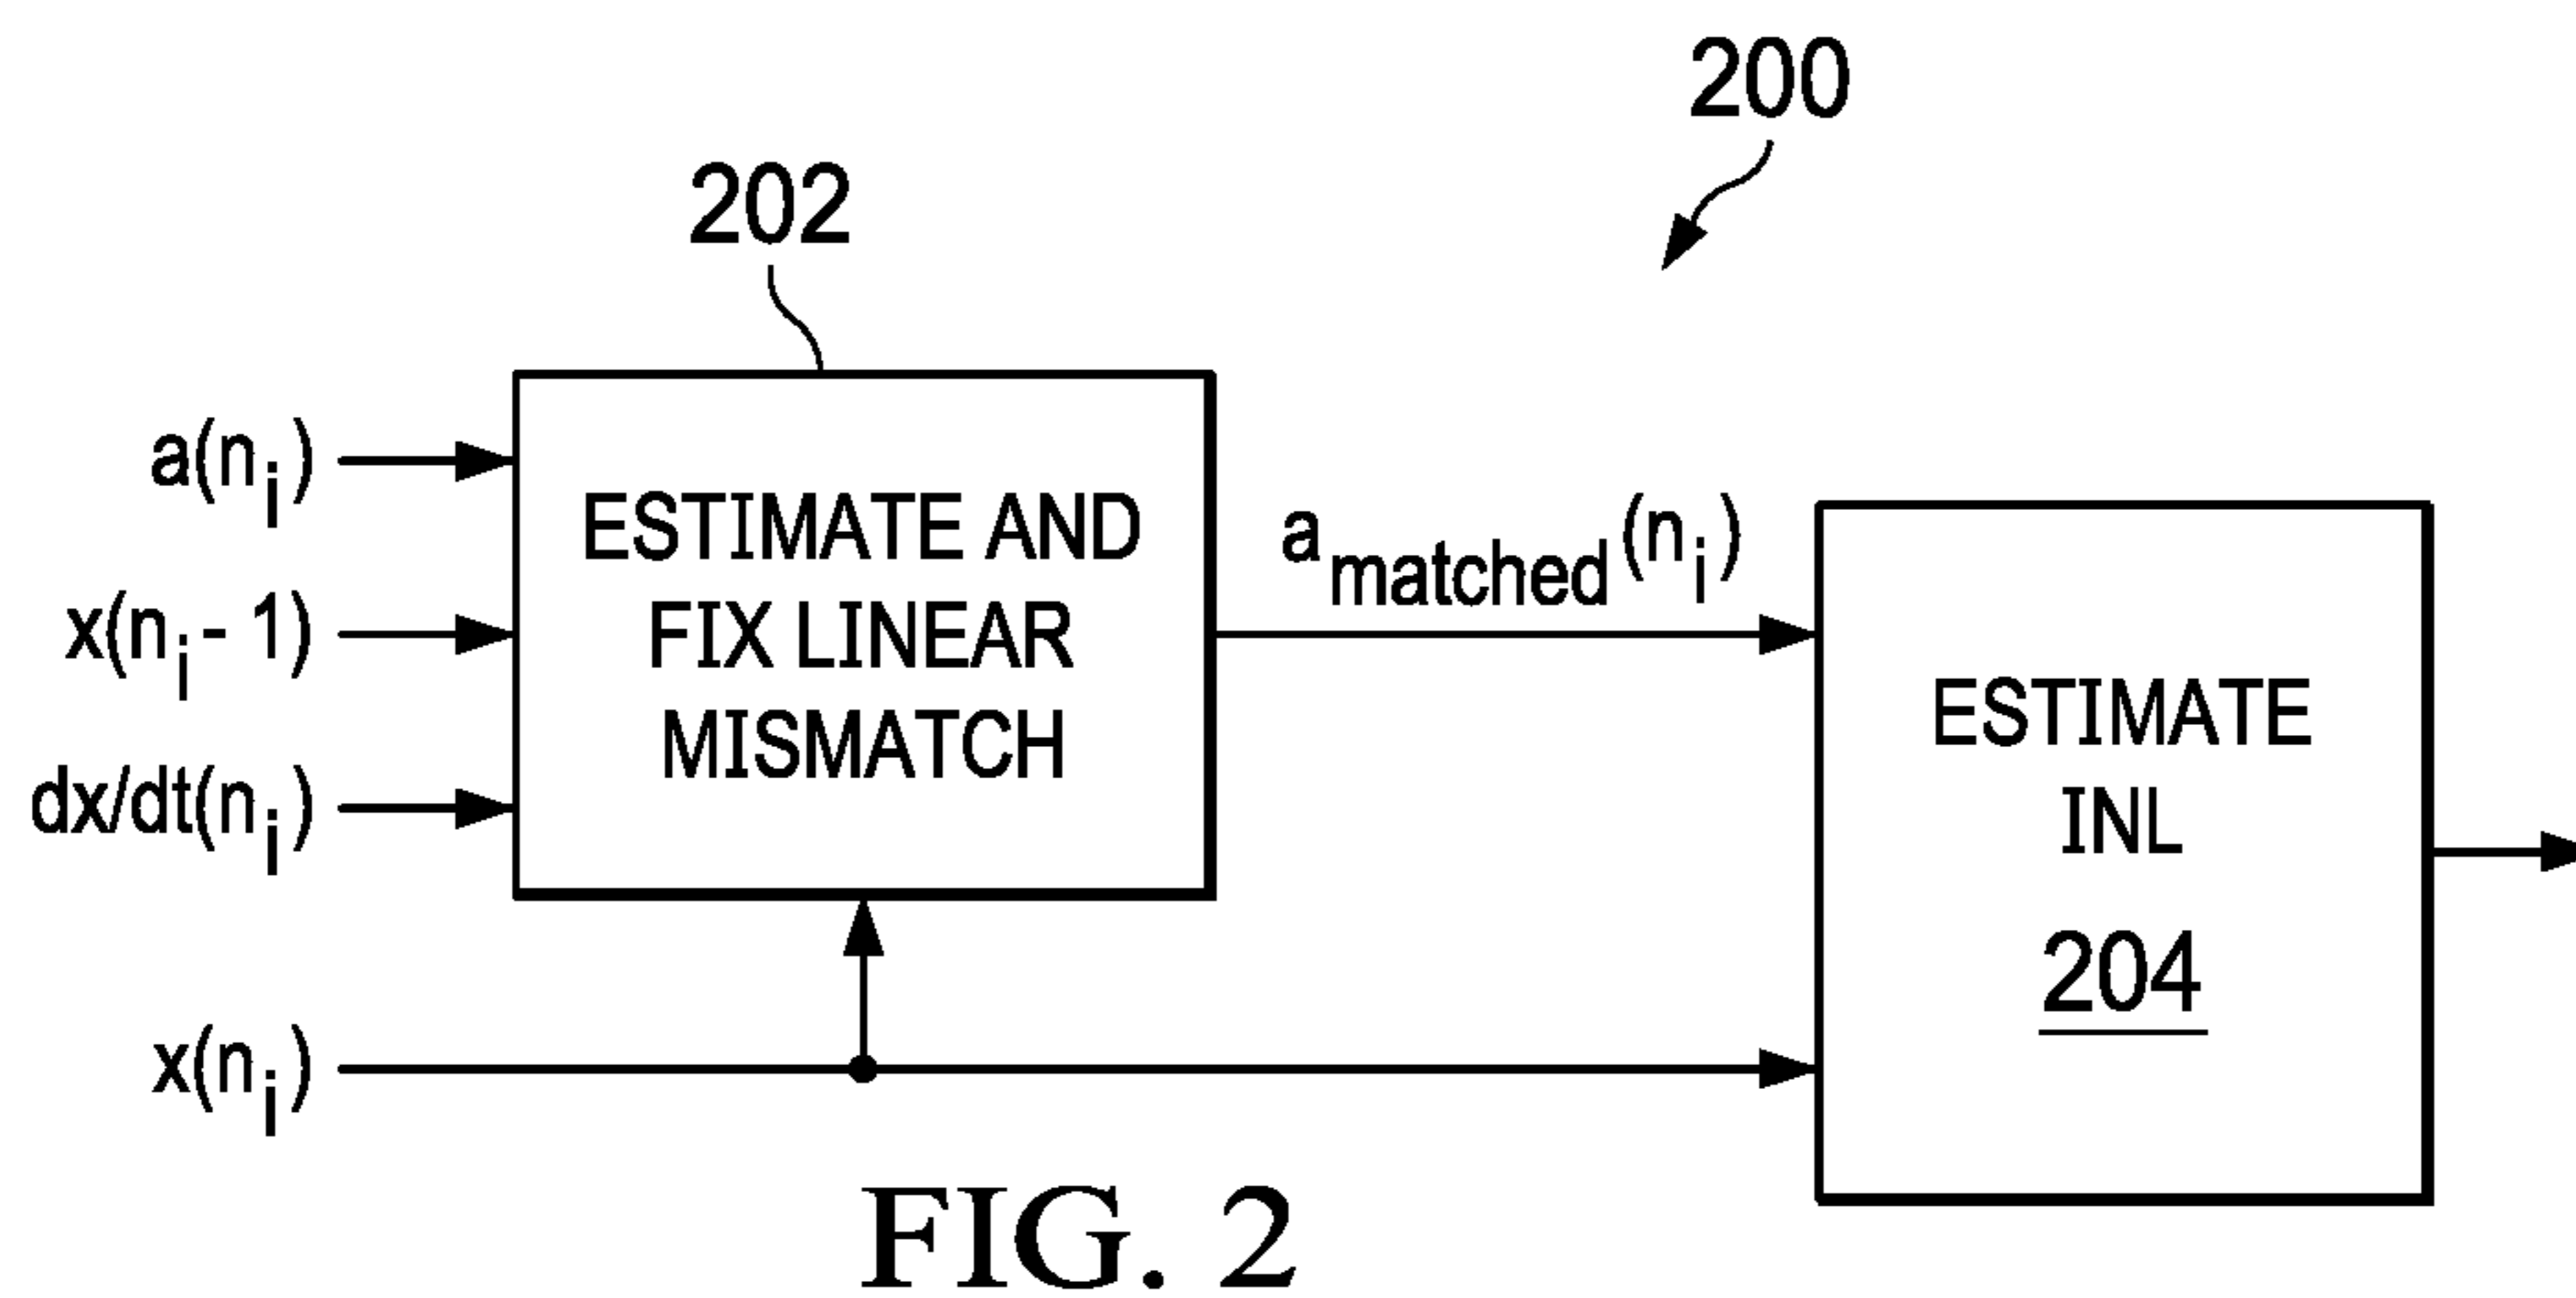 200
202
a(nᵢ)
x(nᵢ- 1)
dx/dt(nᵢ)
x(nᵢ)
ESTIMATE AND
FIX LINEAR
MISMATCH
a matched (nᵢ)
ESTIMATE
INL
204
FIG. 2